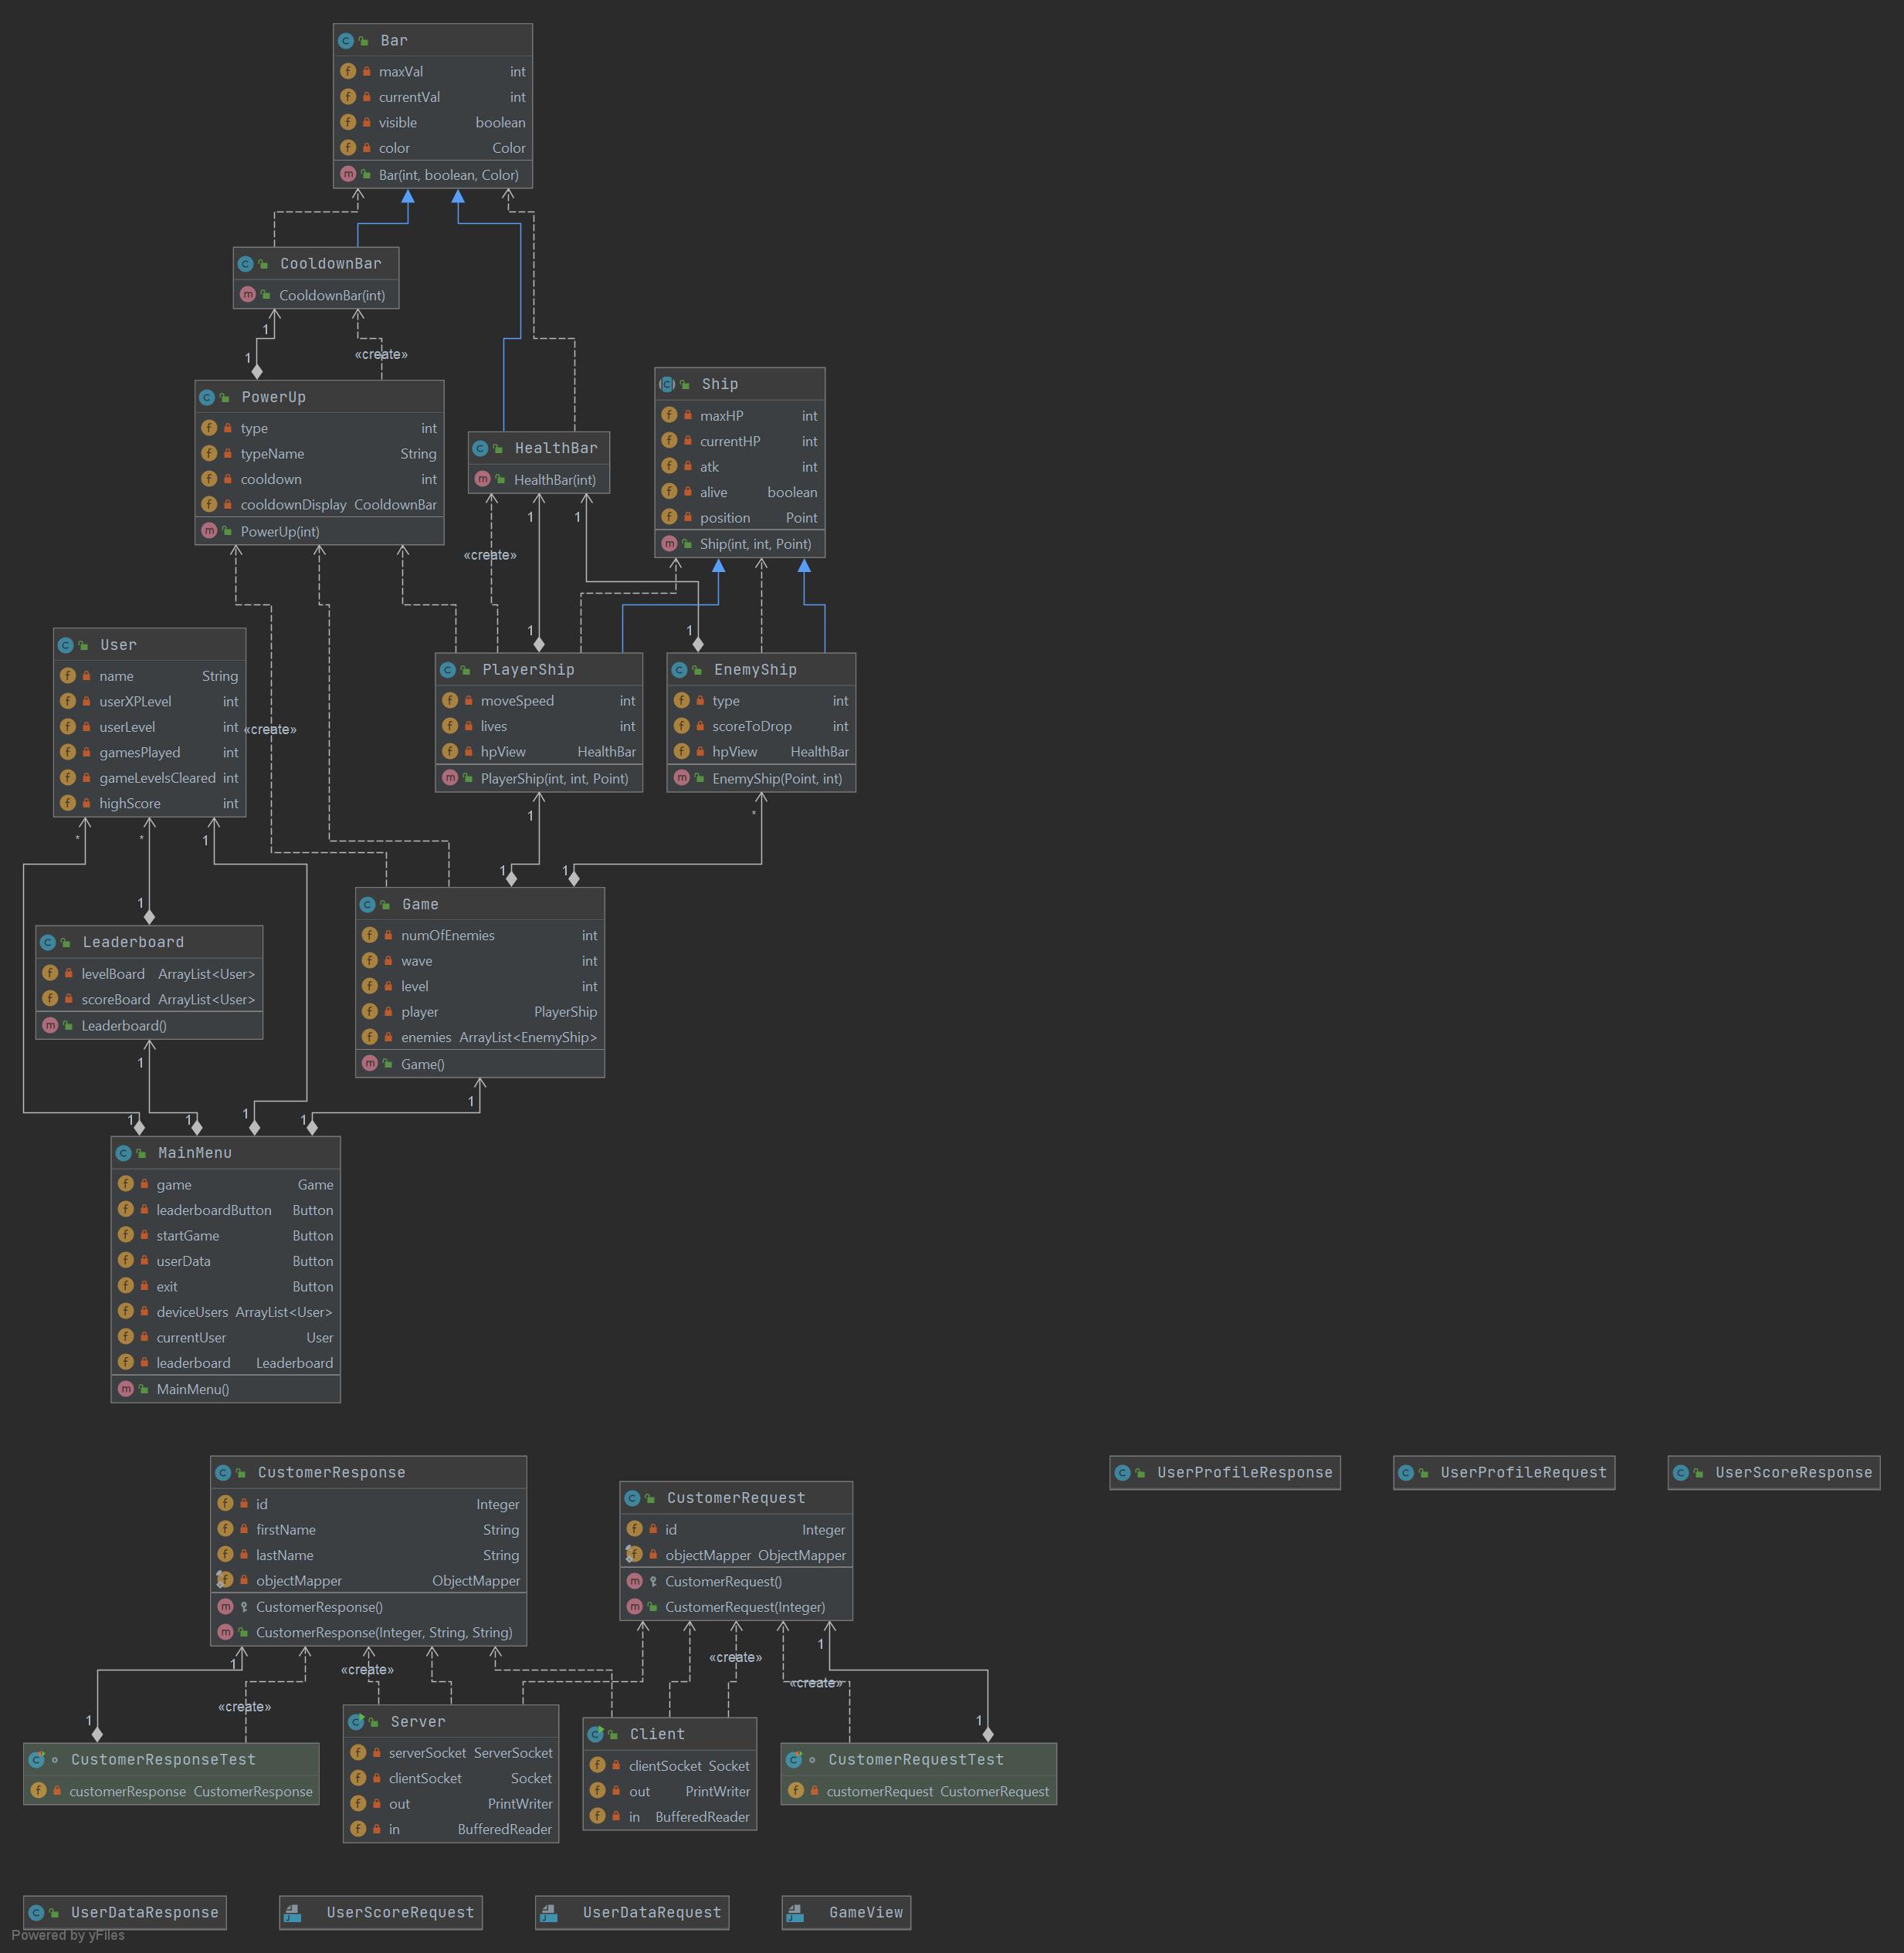 Bar
maxVal int
currentVal int
visible boolean
color Color
Bar(int, boolean, Color)
CooldownBar
CooldownBar(int)
1
1
«create»
PowerUp
type int
typeName String
cooldown int
cooldownDisplay CooldownBar
PowerUp(int)
HealthBar
HealthBar(int)
Ship
maxHP int
currentHP int
atk int
alive boolean
position Point
Ship(int, int, Point)
1
1
«create»
1
1
User
name String
userXPLevel int
userLevel int
gamesPlayed int
gameLevelsCleared int
highScore int
«create»
PlayerShip
moveSpeed int
lives int
hpView HealthBar
PlayerShip(int, int, Point)
EnemyShip
type int
scoreToDrop int
hpView HealthBar
EnemyShip(Point, int)
* * 1
1 *
1 1
1
Game
numOfEnemies int
wave int
level int
player PlayerShip
enemies ArrayList<EnemyShip>
Game()
Leaderboard
levelBoard ArrayList<User>
scoreBoard ArrayList<User>
Leaderboard()
1
1
1 1 1 1
MainMenu
game Game
leaderboardButton Button
startGame Button
userData Button
exit Button
deviceUsers ArrayList<User>
currentUser User
leaderboard Leaderboard
MainMenu()
CustomerResponse
id Integer
firstName String
lastName String
objectMapper ObjectMapper
CustomerResponse()
CustomerResponse(Integer, String, String)
CustomerRequest
id Integer
objectMapper ObjectMapper
CustomerRequest()
CustomerRequest(Integer)
UserProfileResponse
UserProfileRequest
UserScoreResponse
1
«create»
«create»
1
«create»
1
«create»
1
CustomerResponseTest
customerResponse CustomerResponse
Server
serverSocket ServerSocket
clientSocket Socket
out PrintWriter
in BufferedReader
Client
clientSocket Socket
out PrintWriter
in BufferedReader
CustomerRequestTest
customerRequest CustomerRequest
UserDataResponse
UserScoreRequest
UserDataRequest
GameView
Powered by yFiles